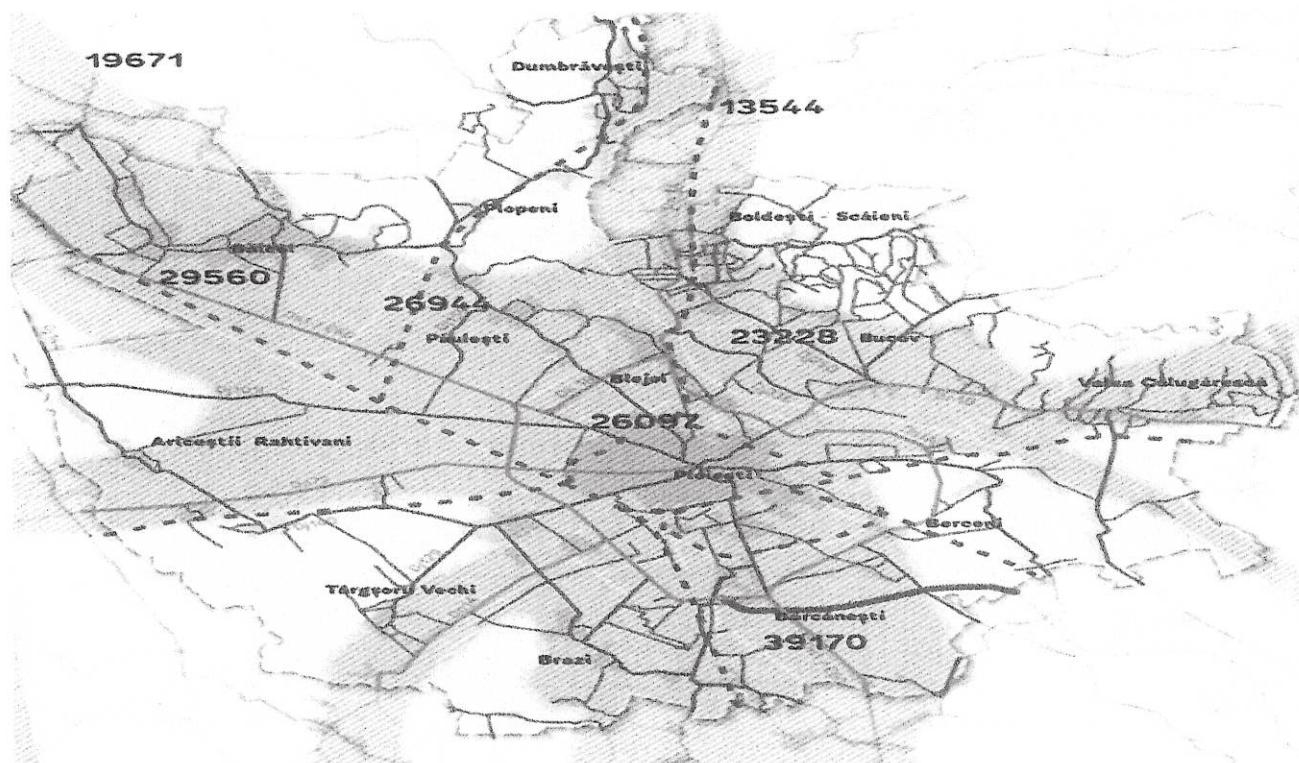 19671
Dumbrăvești
13544
Plopeni
Boldești - Scăieni
Băicoi
29560
26944
Păulești
23228
Bucov
Blejoi
Valea Călugărească
26097
Ariceștii Rahtivani
Ploiești
Berceni
Târgșoru Vechi
Bărcănești
39170
Brazi